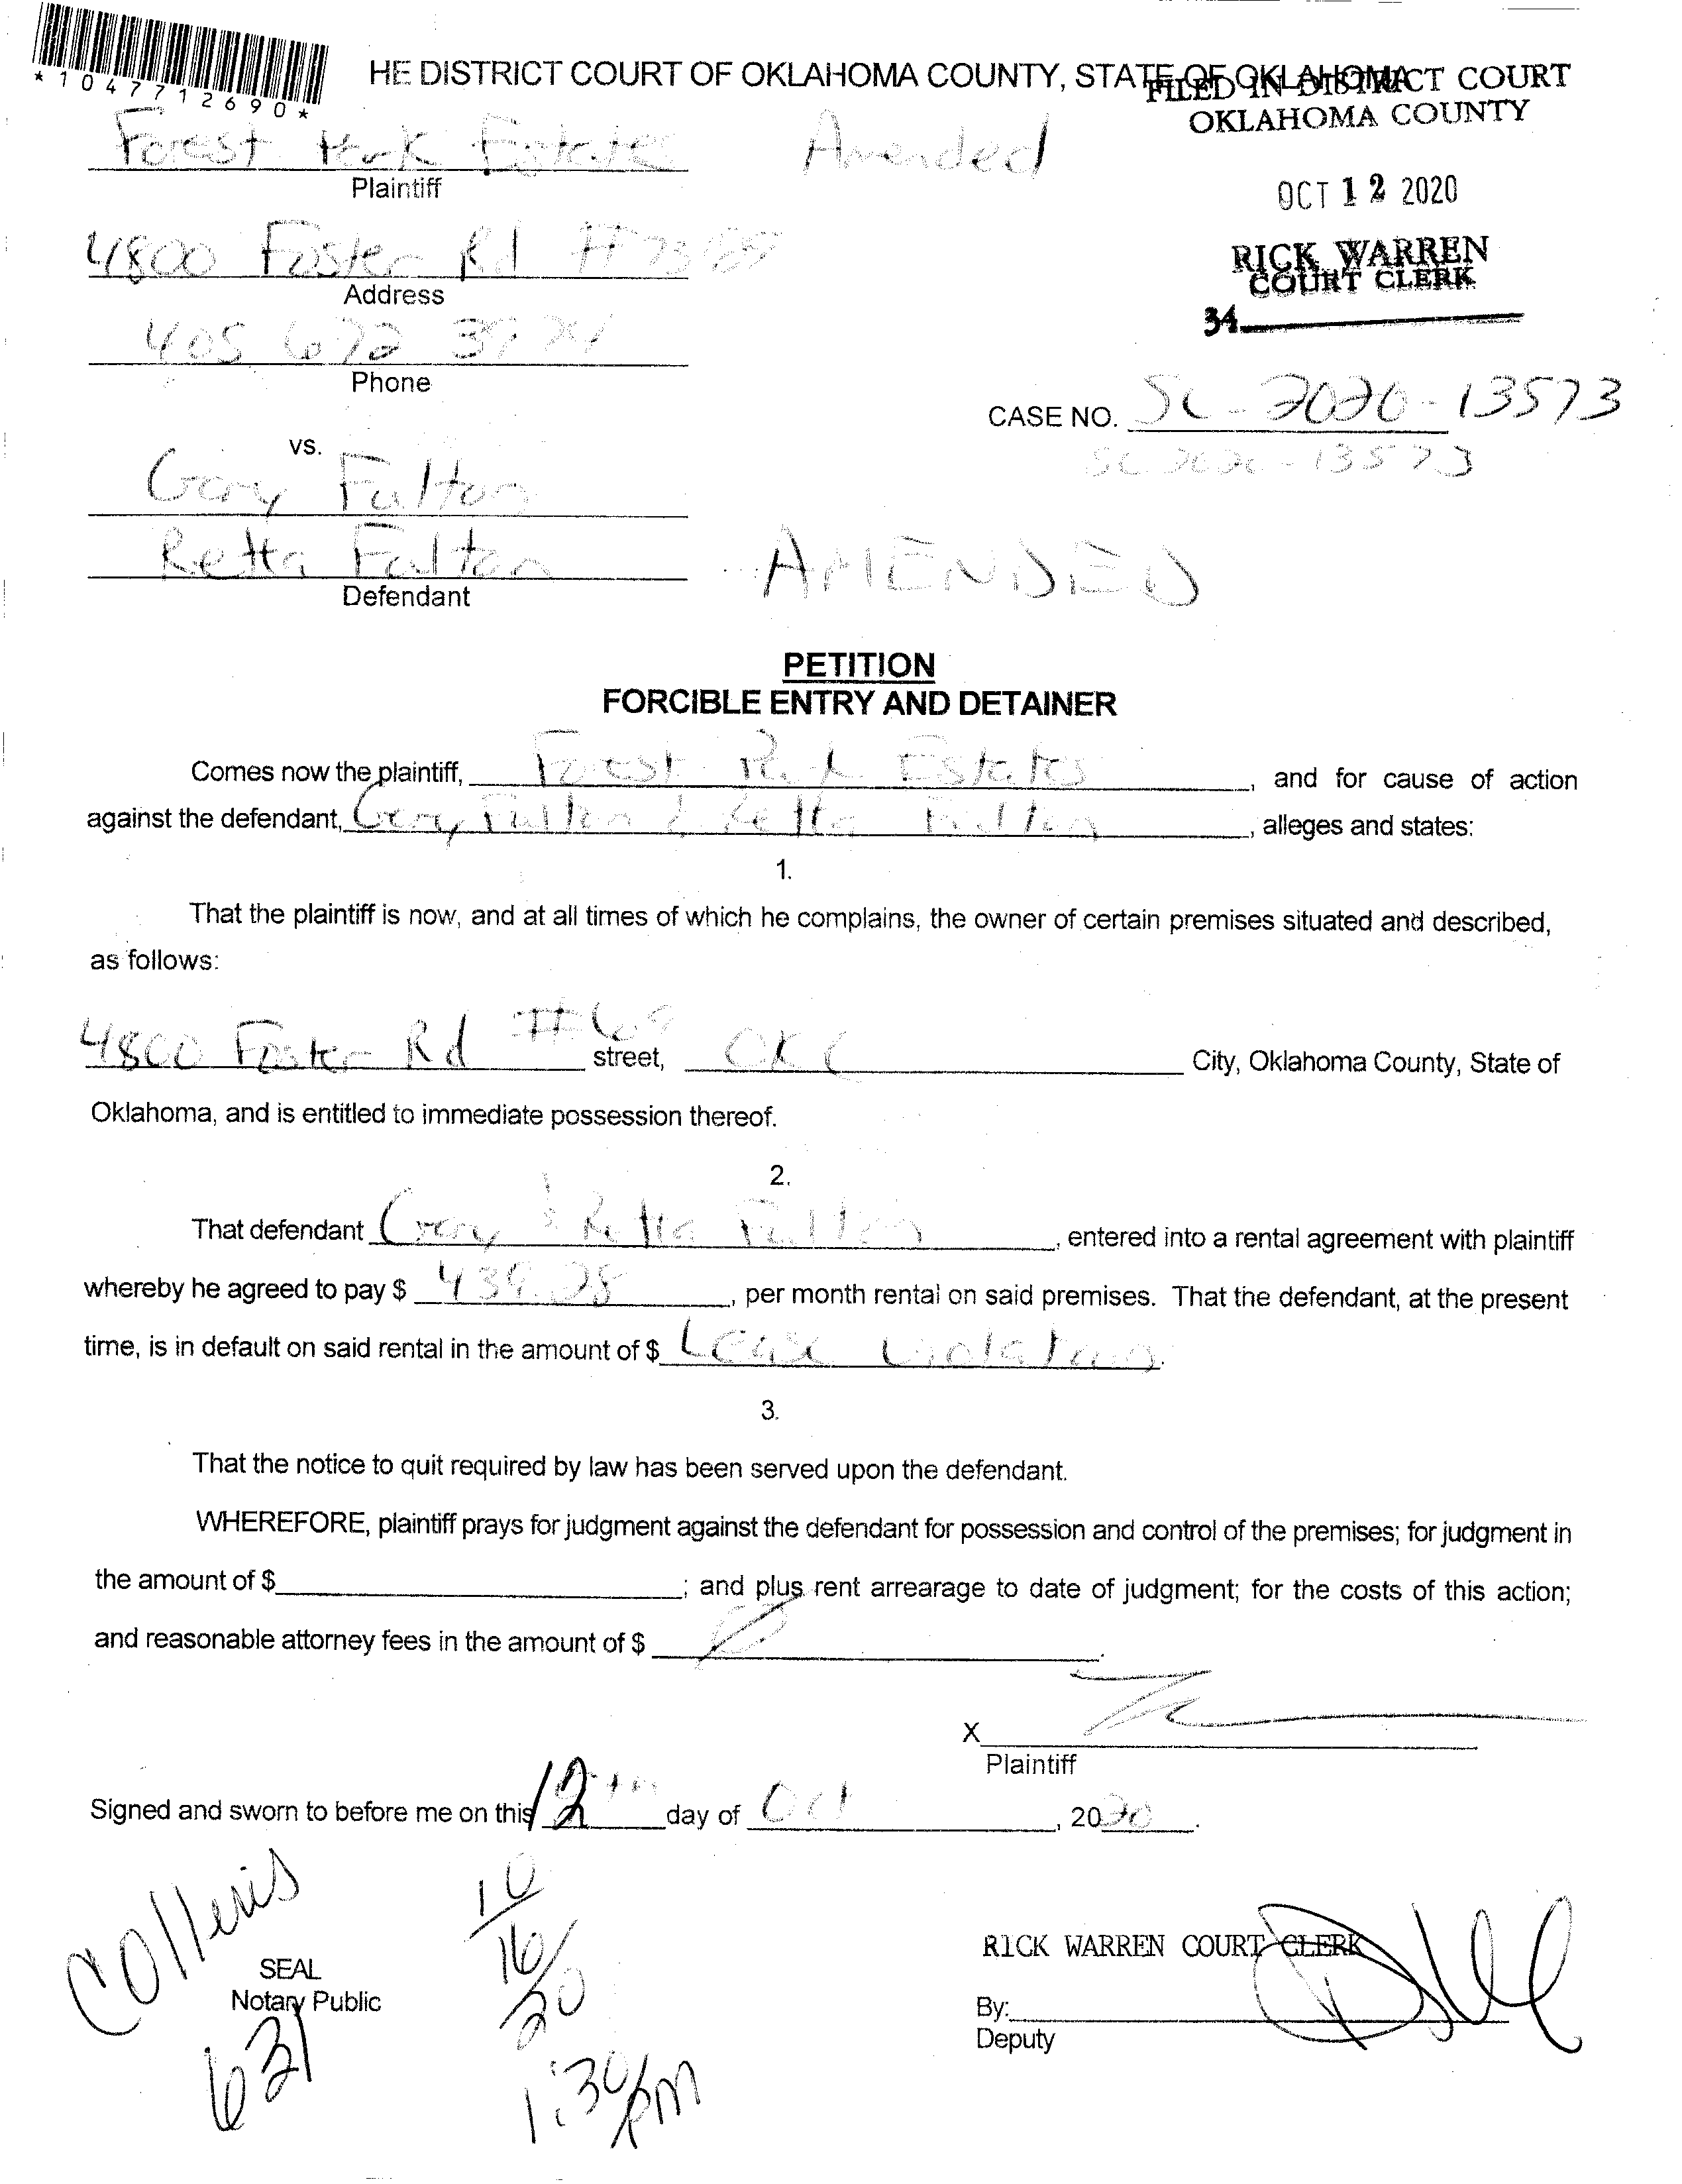 *1047712690*
HE DISTRICT COURT OF OKLAHOMA COUNTY, STATE OF OKLAHOMA
FILED IN DISTRICT COURT
OKLAHOMA COUNTY
Forest Park Estates
Amended
Plaintiff
OCT 12 2020
4800 Foster Rd
Address
RICK WARREN
COURT CLERK
34
405 672
Phone
CASE NO. SC-2020-13573
SC 2020-13573
vs.
Gary Fulton
Retta Fulton
Defendant
AMENDED
PETITION
FORCIBLE ENTRY AND DETAINER
Comes now the plaintiff, Forest Park Estates, and for cause of action
against the defendant, Gary Fulton & Retta Fulton, alleges and states:
1.
That the plaintiff is now, and at all times of which he complains, the owner of certain premises situated and described,
as follows:
4800 Foster Rd #69 street, OKC City, Oklahoma County, State of
Oklahoma, and is entitled to immediate possession thereof.
2.
That defendant Gary & Retta Fulton, entered into a rental agreement with plaintiff
whereby he agreed to pay $ 439.28, per month rental on said premises. That the defendant, at the present
time, is in default on said rental in the amount of $ Lease Violation.
3.
That the notice to quit required by law has been served upon the defendant.
WHEREFORE, plaintiff prays for judgment against the defendant for possession and control of the premises; for judgment in
the amount of $ ; and plus rent arrearage to date of judgment; for the costs of this action;
and reasonable attorney fees in the amount of $ 0.
X
Plaintiff
Signed and sworn to before me on this 12th day of Oct, 2020.
Collens
10/16/20
1:30pm
SEAL
Notary Public
631
RICK WARREN COURT CLERK
By:
Deputy